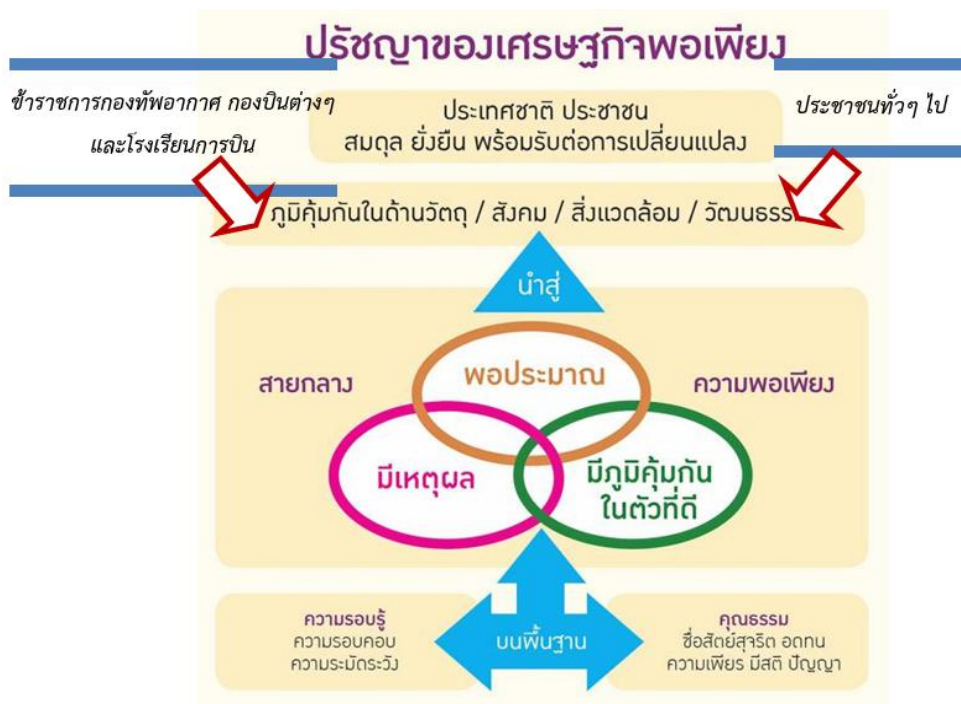 ปรัชญาของเศรษฐกิจพอเพียง
ข้าราชการกองทัพอากาศ กองบินต่างๆ
และโรงเรียนการบิน
ประชาชนทั่วๆ ไป
ประเทศชาติ ประชาชน
สมดุล ยั่งยืน พร้อมรับต่อการเปลี่ยนแปลง
ภูมิคุ้มกันในด้านวัตถุ / สังคม / สิ่งแวดล้อม / วัฒนธรร
นำสู่
สายกลาง
พอประมาณ
ความพอเพียง
มีเหตุผล
มีภูมิคุ้มกัน
ในตัวที่ดี
บนพื้นฐาน
ความรอบรู้
ความรอบคอบ
ความระมัดระวัง
คุณธรรม
ซื่อสัตย์สุจริต อดทน
ความเพียร มีสติ ปัญญา